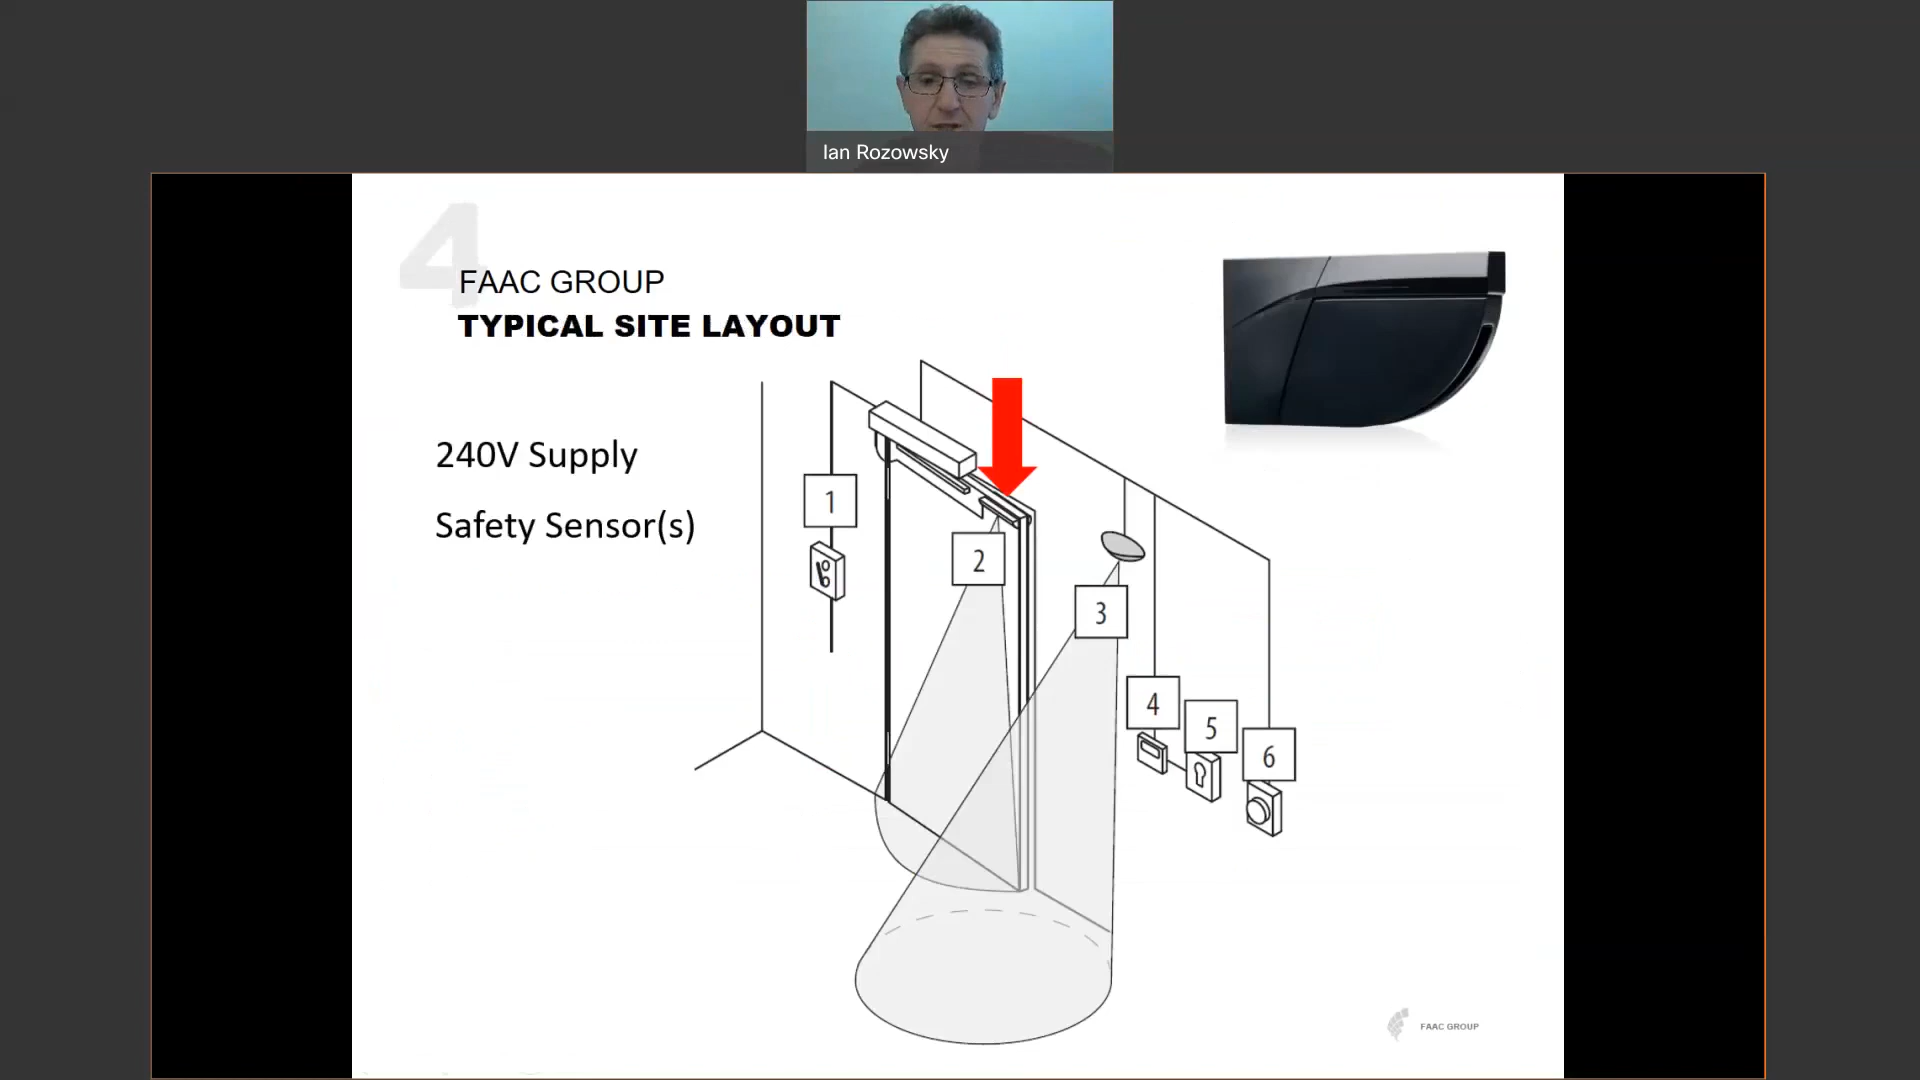 Ian Rozowsky
4
FAAC GROUP
TYPICAL SITE LAYOUT
240V Supply
Safety Sensor(s)
1
2
3
4
5
6
FAAC GROUP